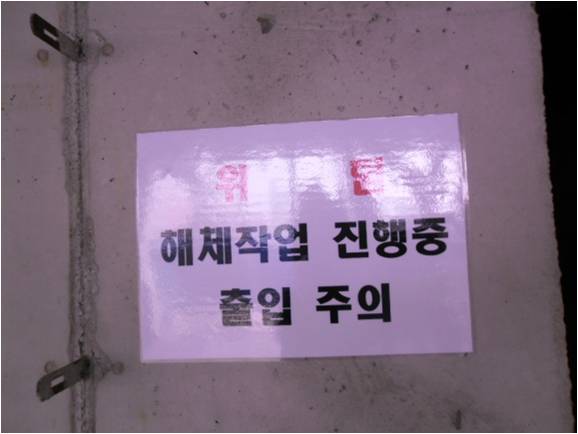 위 험
해체작업 진행중
출입 주의